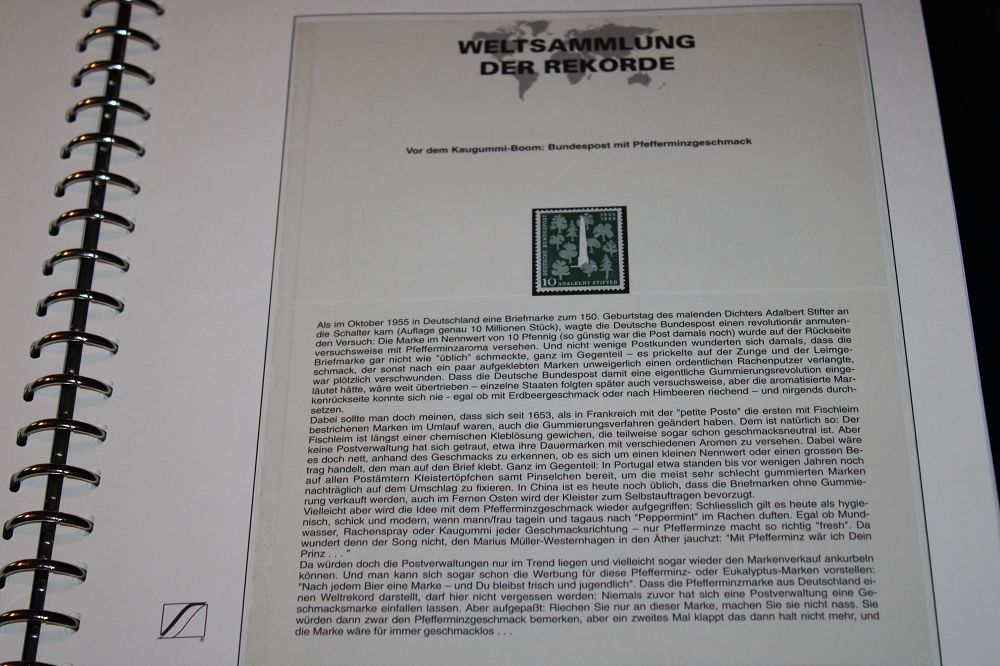 WELTSAMMLUNG
DER REKORDE
Vor dem Kaugummi-Boom: Bundespost mit Pfefferminzgeschmack
DEUTSCHE BUNDESPOST
1805
1868
10 ADALBERT STIFTER
Als im Oktober 1955 in Deutschland eine Briefmarke zum 150. Geburtstag des malenden Dichters Adalbert Stifter an
die Schalter kam (Auflage genau 10 Millionen Stück), wagte die Deutsche Bundespost einen revolutionär anmuten-
den Versuch: Die Marke im Nennwert von 10 Pfennig (so günstig war die Post damals noch) wurde auf der Rückseite
versuchsweise mit Pfefferminzaroma versehen. Und nicht wenige Postkunden wunderten sich damals, dass die
Briefmarke gar nicht wie "üblich" schmeckte, ganz im Gegenteil – es prickelte auf der Zunge und der Leimge-
schmack, der sonst nach ein paar aufgeklebten Marken unweigerlich einen ordentlichen Rachenputzer verlangte,
war plötzlich verschwunden. Dass die Deutsche Bundespost damit eine eigentliche Gummierungsrevolution einge-
läutet hätte, wäre weit übertrieben – einzelne Staaten folgten später auch versuchsweise, aber die aromatisierte Mar-
kenrückseite konnte sich nie - egal ob mit Erdbeergeschmack oder nach Himbeeren riechend – und nirgends durch-
setzen.
Dabei sollte man doch meinen, dass sich seit 1653, als in Frankreich mit der "petite Poste" die ersten mit Fischleim
bestrichenen Marken im Umlauf waren, auch die Gummierungsverfahren geändert haben. Dem ist natürlich so: Der
Fischleim ist längst einer chemischen Kleblösung gewichen, die teilweise sogar schon geschmacksneutral ist. Aber
keine Postverwaltung hat sich getraut, etwa ihre Dauermarken mit verschiedenen Aromen zu versehen. Dabei wäre
es doch nett, anhand des Geschmacks zu erkennen, ob es sich um einen kleinen Nennwert oder einen grossen Be-
trag handelt, den man auf den Brief klebt. Ganz im Gegenteil: In Portugal etwa standen bis vor wenigen Jahren noch
auf allen Postämtern Kleistertöpfchen samt Pinselchen bereit, um die meist sehr schlecht gummierten Marken
nachträglich auf dem Umschlag zu fixieren. In China ist es heute noch üblich, dass die Briefmarken ohne Gummie-
rung verkauft werden, auch im Fernen Osten wird der Kleister zum Selbstauftragen bevorzugt.
Vielleicht aber wird die Idee mit dem Pfefferminzgeschmack wieder aufgegriffen: Schliesslich gilt es heute als hygie-
nisch, schick und modern, wenn mann/frau tagein und tagaus nach "Peppermint" im Rachen duften. Egal ob Mund-
wasser, Rachenspray oder Kaugummi jeder Geschmacksrichtung – nur Pfefferminze macht so richtig "fresh". Da
wundert denn der Song nicht, den Marius Müller-Westernhagen in den Äther jauchzt: "Mit Pfefferminz wär ich Dein
Prinz . . . "
Da würden doch die Postverwaltungen nur im Trend liegen und vielleicht sogar wieder den Markenverkauf ankurbeln
können. Und man kann sich sogar schon die Werbung für diese Pfefferminz- oder Eukalyptus-Marken vorstellen:
"Nach jedem Bier eine Marke – und Du bleibst frisch und jugendlich". Dass die Pfefferminzmarke aus Deutschland ei-
nen Weltrekord darstellt, darf hier nicht vergessen werden: Niemals zuvor hat sich eine Postverwaltung eine Ge-
schmacksmarke einfallen lassen. Aber aufgepaßt: Riechen Sie nur an dieser Marke, machen Sie sie nicht nass. Sie
würden dann zwar den Pfefferminzgeschmack bemerken, aber ein zweites Mal klappt das dann halt nicht mehr, und
die Marke wäre für immer geschmacklos . . .